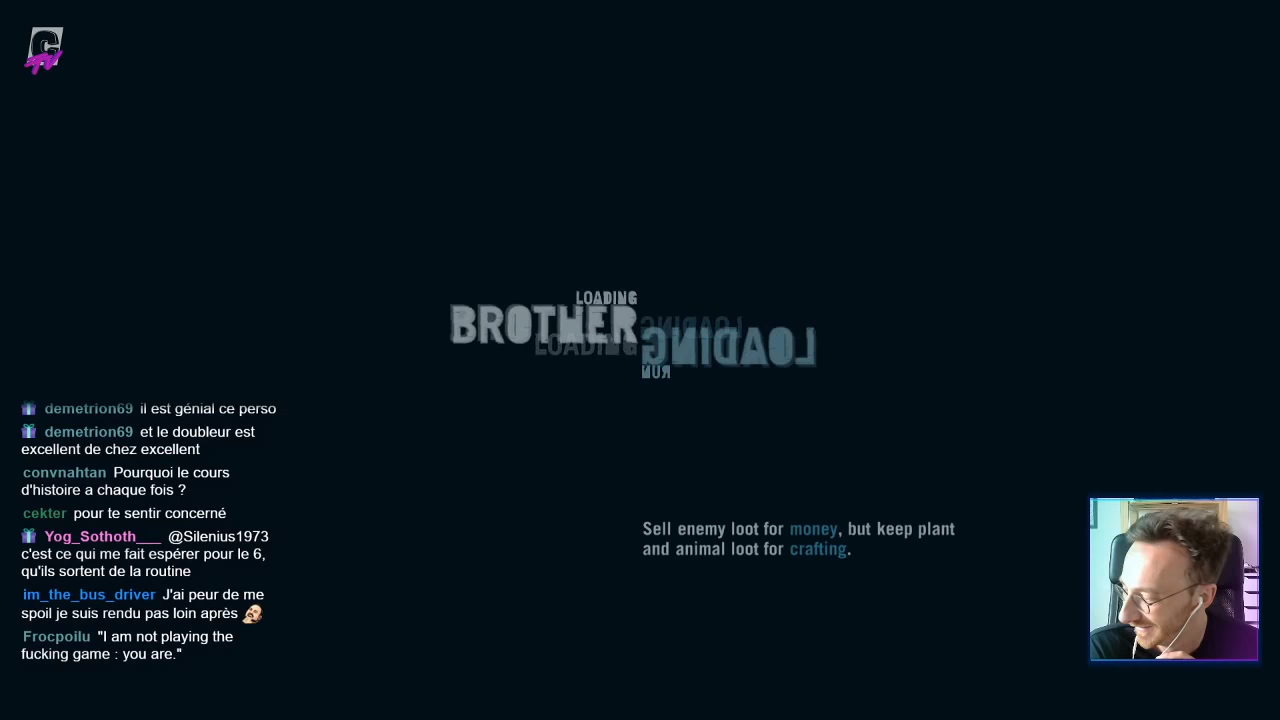 C
TV
LOADING
BROTHER
LOADING
LOADING
LOADING
RUN
demetrion69 il est génial ce perso
demetrion69 et le doubleur est
excellent de chez excellent
convnahtan Pourquoi le cours
d'histoire a chaque fois ?
cekter pour te sentir concerné
Yog_Sothoth___ @Silenius1973
c'est ce qui me fait espérer pour le 6,
qu'ils sortent de la routine
im_the_bus_driver J'ai peur de me
spoil je suis rendu pas loin après
Frocpoilu "I am not playing the
fucking game : you are."
Sell enemy loot for money, but keep plant
and animal loot for crafting.